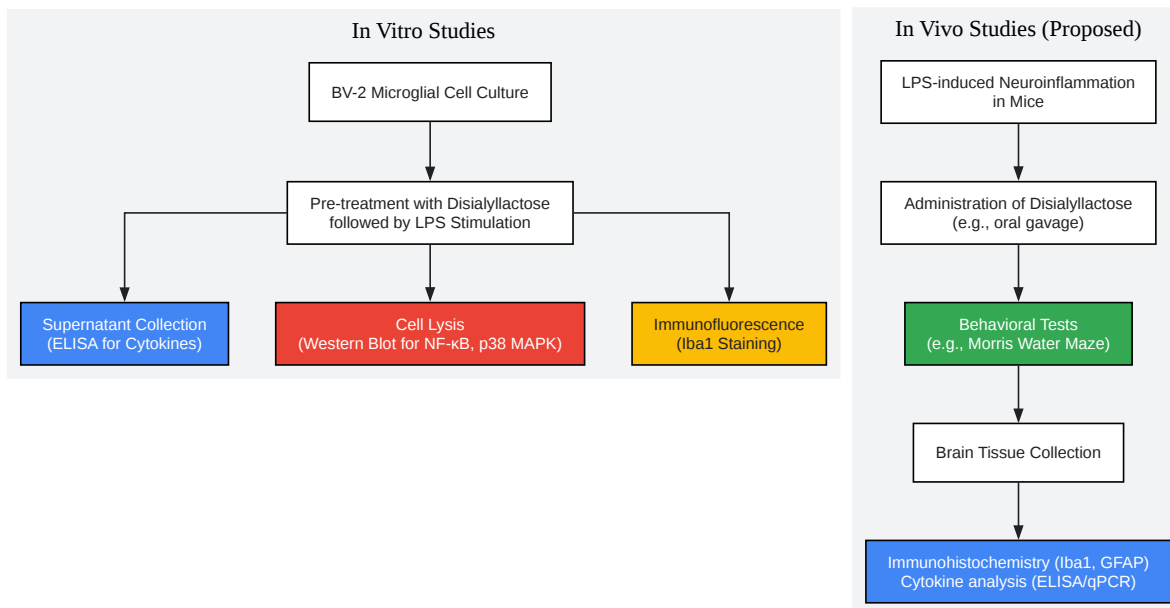 In Vitro Studies
BV-2 Microglial Cell Culture
Pre-treatment with Disialyllactose
followed by LPS Stimulation
Supernatant Collection
(ELISA for Cytokines)
Cell Lysis
(Western Blot for NF-κB, p38 MAPK)
Immunofluorescence
(Iba1 Staining)
In Vivo Studies (Proposed)
LPS-induced Neuroinflammation
in Mice
Administration of Disialyllactose
(e.g., oral gavage)
Behavioral Tests
(e.g., Morris Water Maze)
Brain Tissue Collection
Immunohistochemistry (Iba1, GFAP)
Cytokine analysis (ELISA/qPCR)